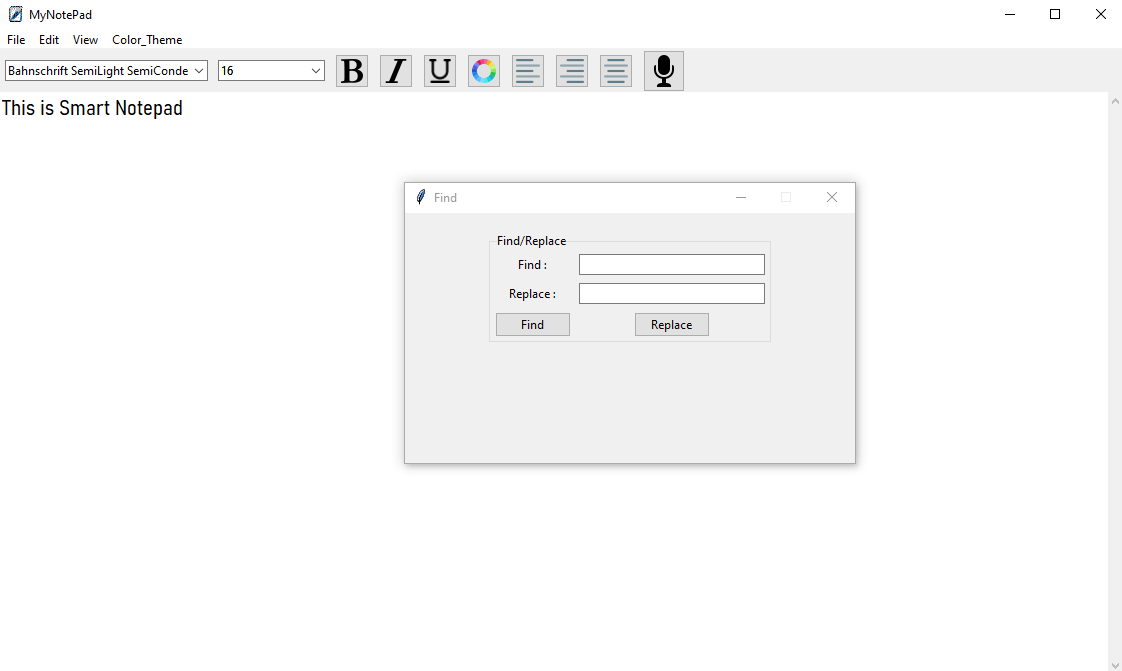 MyNotePad
File Edit View Color_Theme
Bahnschrift SemiLight SemiConde 16 B I U
This is Smart Notepad
Find
Find/Replace
Find :
Replace :
Find Replace